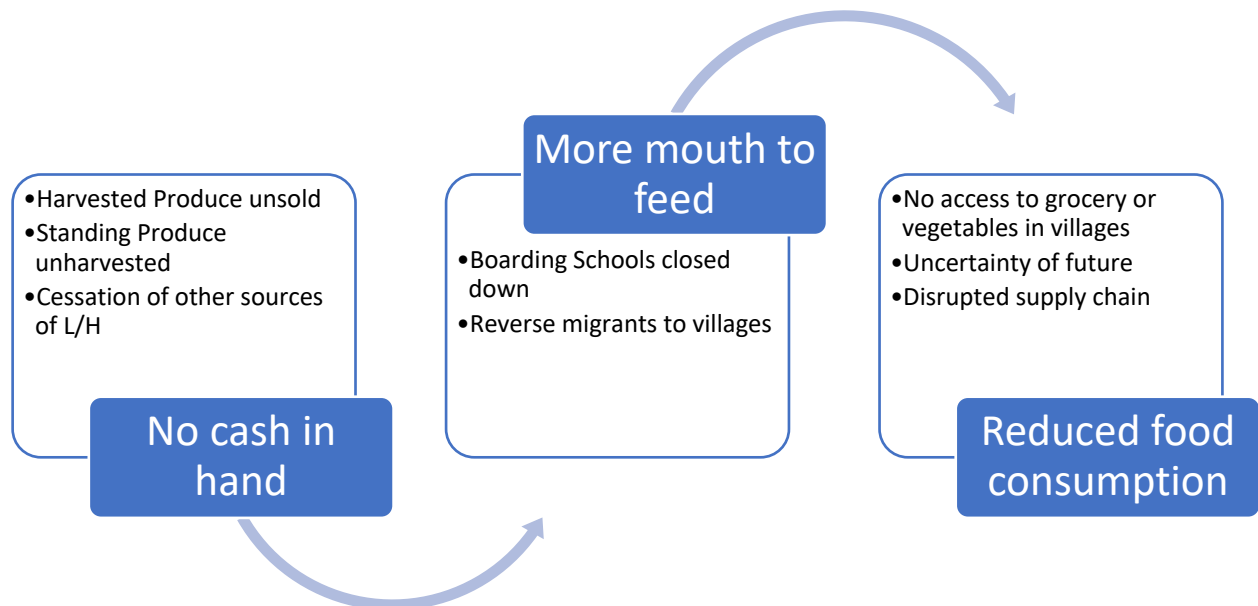 •Harvested Produce unsold
•Standing Produce
unharvested
•Cessation of other sources
of L/H
No cash in
hand
More mouth to
feed
•Boarding Schools closed
down
•Reverse migrants to villages
•No access to grocery or
vegetables in villages
•Uncertainty of future
•Disrupted supply chain
Reduced food
consumption